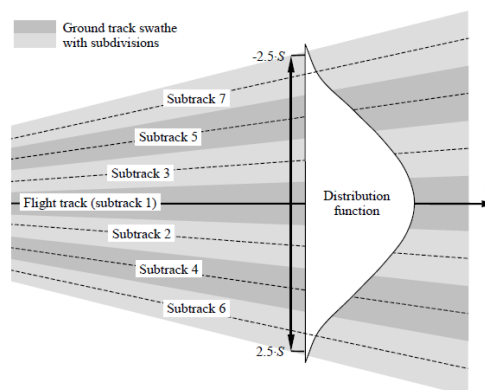 Ground track swathe
with subdivisions
-2.5·S
Subtrack 7
Subtrack 5
Subtrack 3
Flight track (subtrack 1)
Distribution
function
Subtrack 2
Subtrack 4
Subtrack 6
2.5·S